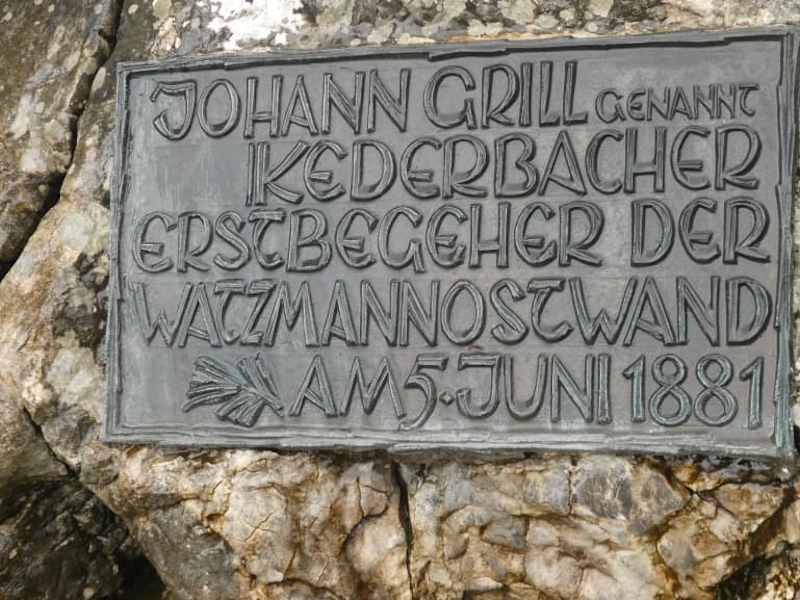 JOHANN GRILL GENANNT
KEDERBACHER
ERSTBEGEHER DER
WATZMANNOSTWAND
AM 5. JUNI 1881